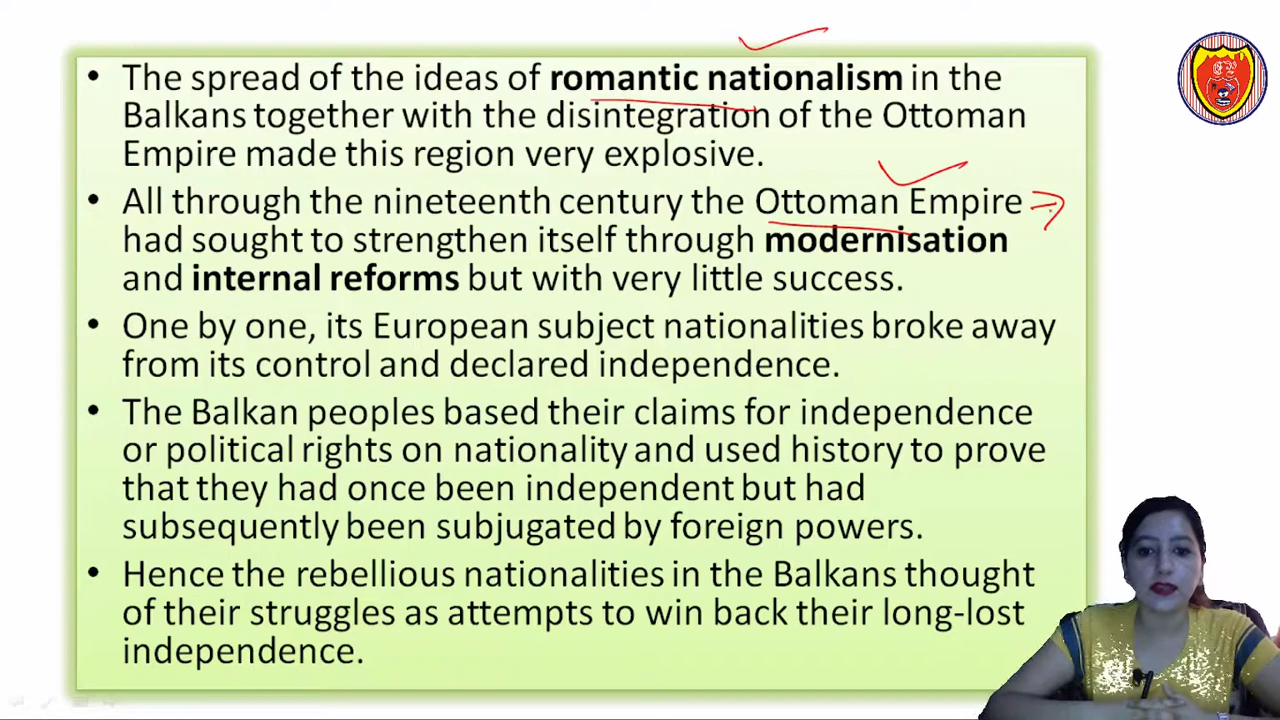 • The spread of the ideas of romantic nationalism in the
Balkans together with the disintegration of the Ottoman
Empire made this region very explosive.
• All through the nineteenth century the Ottoman Empire
had sought to strengthen itself through modernisation
and internal reforms but with very little success.
• One by one, its European subject nationalities broke away
from its control and declared independence.
• The Balkan peoples based their claims for independence
or political rights on nationality and used history to prove
that they had once been independent but had
subsequently been subjugated by foreign powers.
• Hence the rebellious nationalities in the Balkans thought
of their struggles as attempts to win back their long-lost
independence.